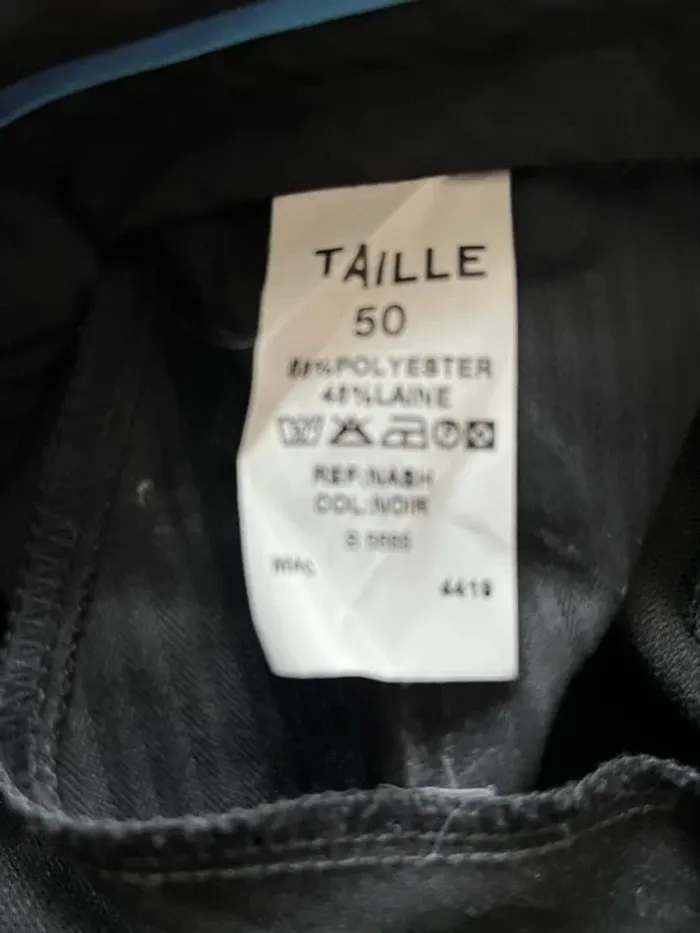 TAILLE
50
POLYESTER
LAINE
REF:NASH
COL:NOIR
4419